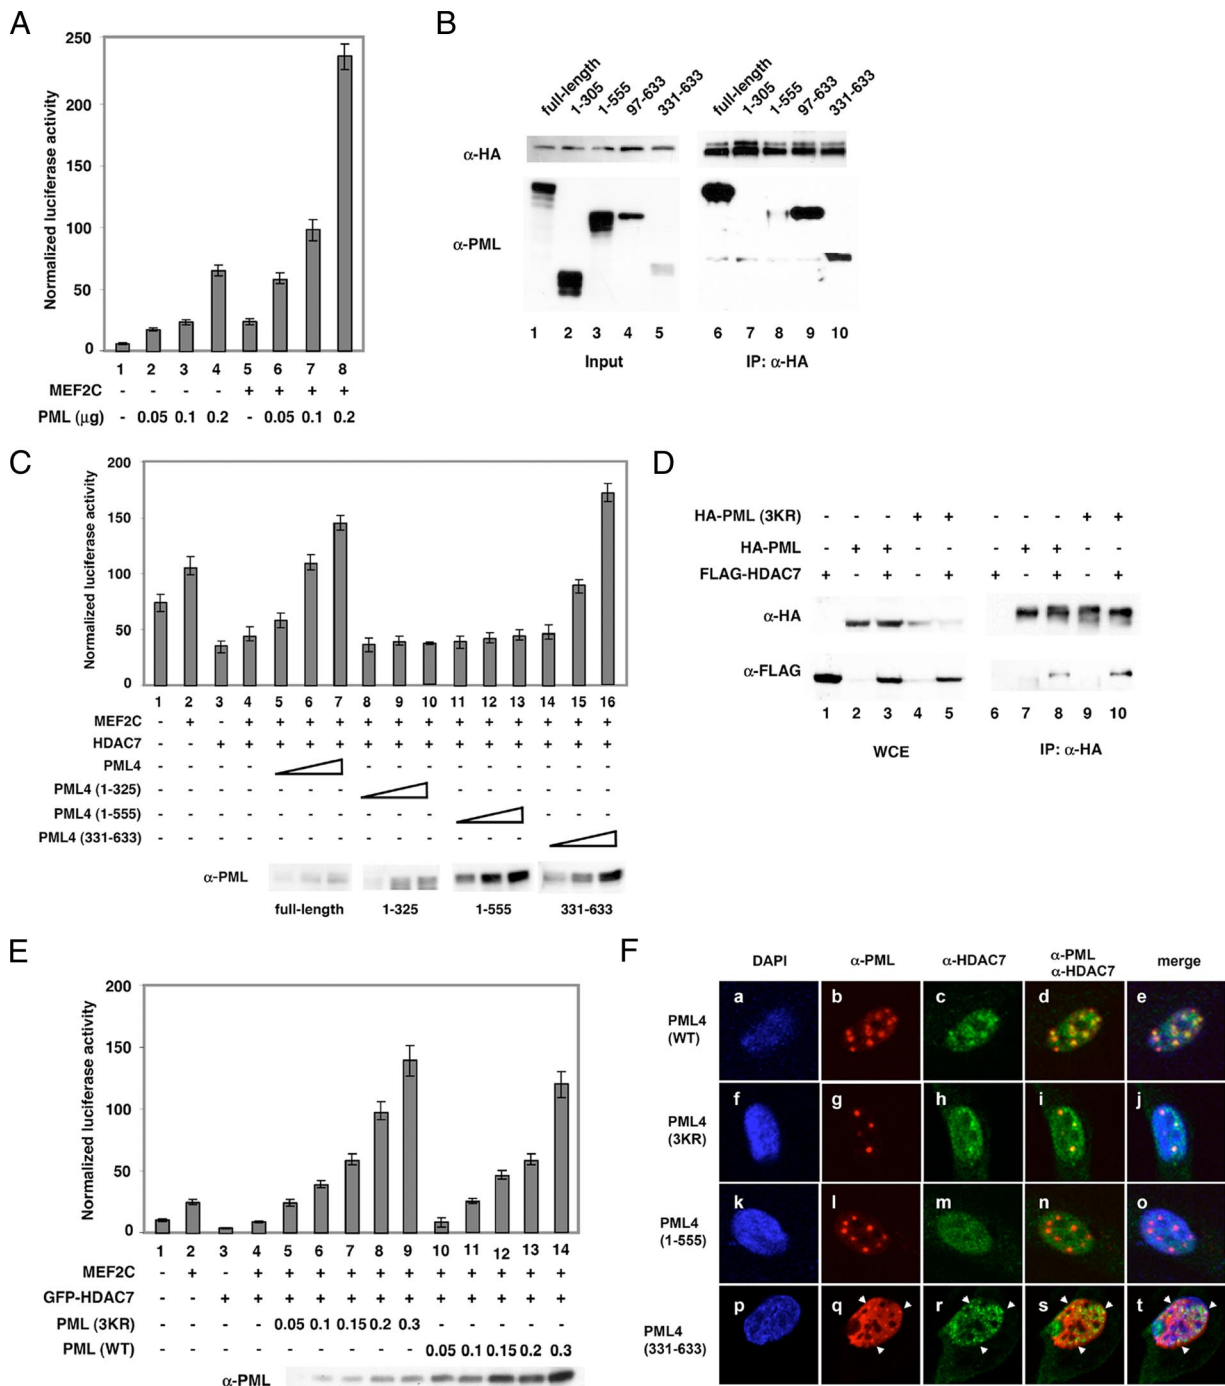 A
250
200
150
100
50
0
Normalized luciferase activity
1 2 3 4 5 6 7 8
MEF2C - - - - + + + +
PML (μg) - 0.05 0.1 0.2 - 0.05 0.1 0.2
B
full-length 1-305 1-555 97-633 331-633 full-length 1-305 1-555 97-633 331-633
α-HA
α-PML
1 2 3 4 5 6 7 8 9 10
Input IP: α-HA
C
200
150
100
50
0
Normalized luciferase activity
1 2 3 4 5 6 7 8 9 10 11 12 13 14 15 16
MEF2C - + - + + + + + + + + + + + + +
HDAC7 - - + + + + + + + + + + + + + +
PML4 - - - - - - - - - - - - -
PML4 (1-325) - - - - - - - - - - - - -
PML4 (1-555) - - - - - - - - - - - - -
PML4 (331-633) - - - - - - - - - - - - -
α-PML
full-length 1-325 1-555 331-633
D
HA-PML (3KR) - - - + + - - - + +
HA-PML - + + - - - + + - -
FLAG-HDAC7 + - + - + + - + - +
α-HA
α-FLAG
1 2 3 4 5 6 7 8 9 10
WCE IP: α-HA
E
200
150
100
50
0
Normalized luciferase activity
1 2 3 4 5 6 7 8 9 10 11 12 13 14
MEF2C - + - + + + + + + + + + + +
GFP-HDAC7 - - + + + + + + + + + + + +
PML (3KR) - - - - 0.05 0.1 0.15 0.2 0.3 - - - - -
PML (WT) - - - - - - - - - 0.05 0.1 0.15 0.2 0.3
α-PML
F
DAPI α-PML α-HDAC7 α-PML α-HDAC7 merge
PML4 (WT) a b c d e
PML4 (3KR) f g h i j
PML4 (1-555) k l m n o
PML4 (331-633) p q r s t